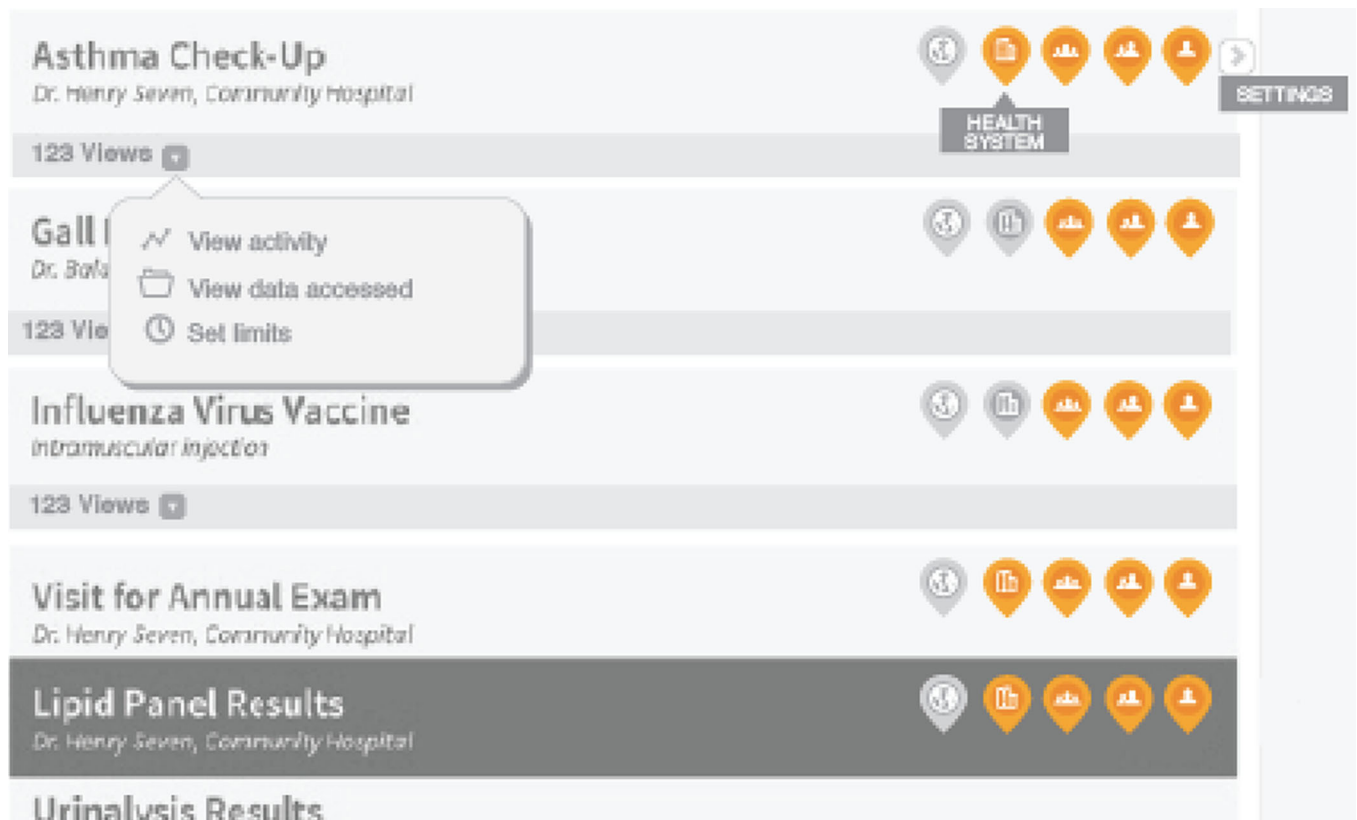 Asthma Check-Up
Dr. Henry Seven, Community Hospital
SETTINGS
HEALTH
SYSTEM
123 Views
Gall
Dr.
View activity
View data accessed
123
Set limits
Influenza Virus Vaccine
Intramuscular Injection
123 Views
Visit for Annual Exam
Dr. Henry Seven, Community Hospital
Lipid Panel Results
Dr. Henry Seven, Community Hospital
Urinalysis Results